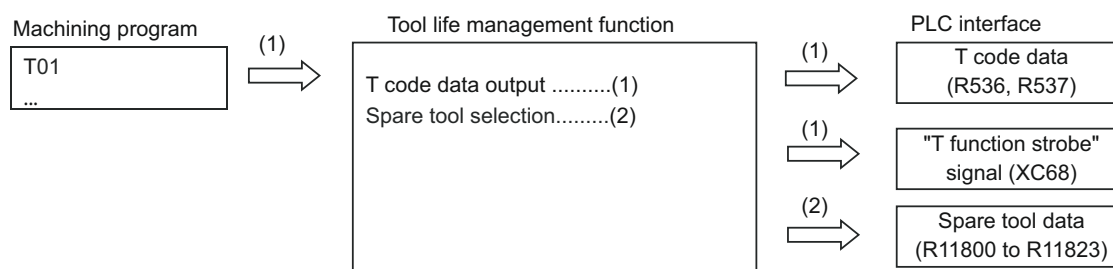 Machining program
T01
...
(1)
Tool life management function
T code data output ..........(1)
Spare tool selection.........(2)
PLC interface
(1)
T code data
(R536, R537)
(1)
"T function strobe"
signal (XC68)
(2)
Spare tool data
(R11800 to R11823)